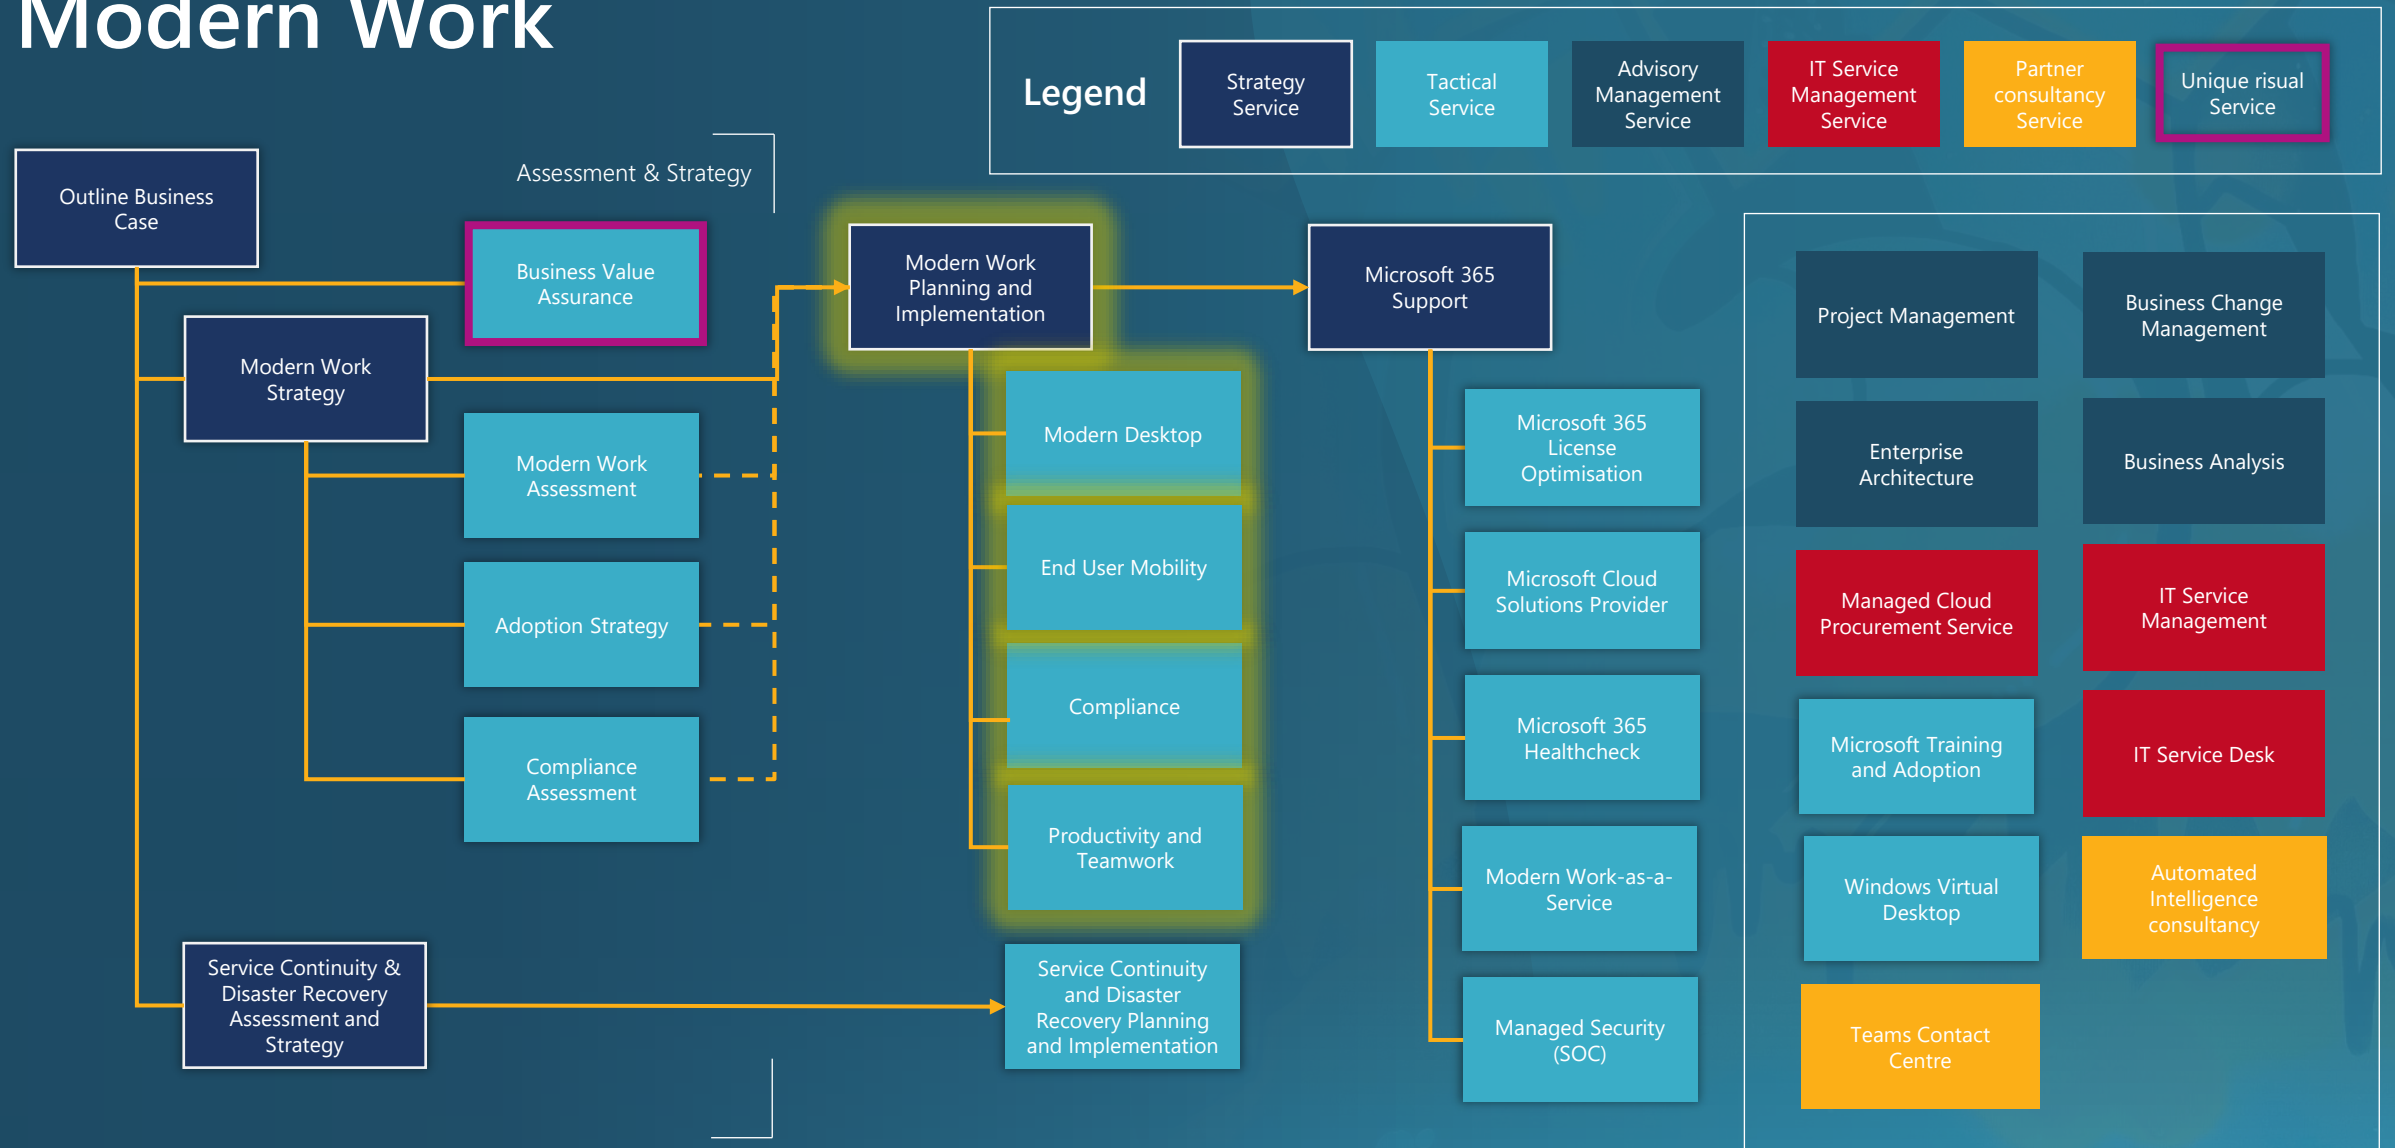 Modern Work
Legend
Strategy
Service
Tactical
Service
Advisory
Management
Service
IT Service
Management
Service
Partner
consultancy
Service
Unique risual
Service
Assessment & Strategy
Outline Business
Case
Business Value
Assurance
Modern Work
Strategy
Modern Work
Assessment
Adoption Strategy
Compliance
Assessment
Service Continuity &
Disaster Recovery
Assessment and
Strategy
Modern Work
Planning and
Implementation
Modern Desktop
End User Mobility
Compliance
Productivity and
Teamwork
Service Continuity
and Disaster
Recovery Planning
and Implementation
Microsoft 365
Support
Microsoft 365
License
Optimisation
Microsoft Cloud
Solutions Provider
Microsoft 365
Healthcheck
Modern Work-as-a-
Service
Managed Security
(SOC)
Project Management
Business Change
Management
Enterprise
Architecture
Business Analysis
Managed Cloud
Procurement Service
IT Service
Management
Microsoft Training
and Adoption
IT Service Desk
Windows Virtual
Desktop
Automated
Intelligence
consultancy
Teams Contact
Centre